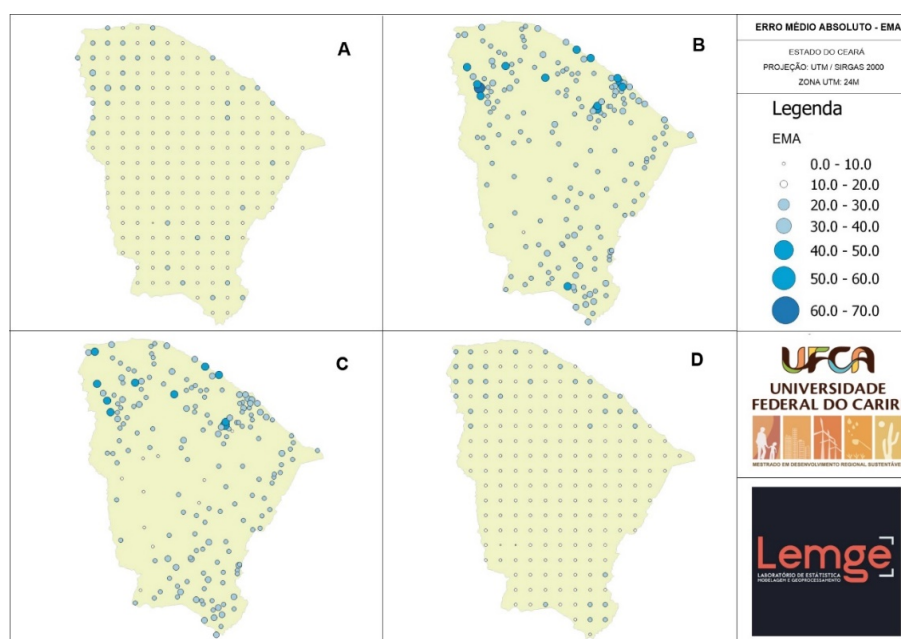 A
B
C
D
ERRO MÉDIO ABSOLUTO - EMA
ESTADO DO CEARÁ
PROJEÇÃO: UTM / SIRGAS 2000
ZONA UTM: 24M
Legenda
EMA
0.0 - 10.0
10.0 - 20.0
20.0 - 30.0
30.0 - 40.0
40.0 - 50.0
50.0 - 60.0
60.0 - 70.0
UFCA
UNIVERSIDADE
FEDERAL DO CARIR
MESTRADO EM DESENVOLVIMENTO REGIONAL SUSTENTÁVE
Lemge
LABORATÓRIO DE ESTATÍSTICA
MODELAGEM E GEOPROCESSAMENTO